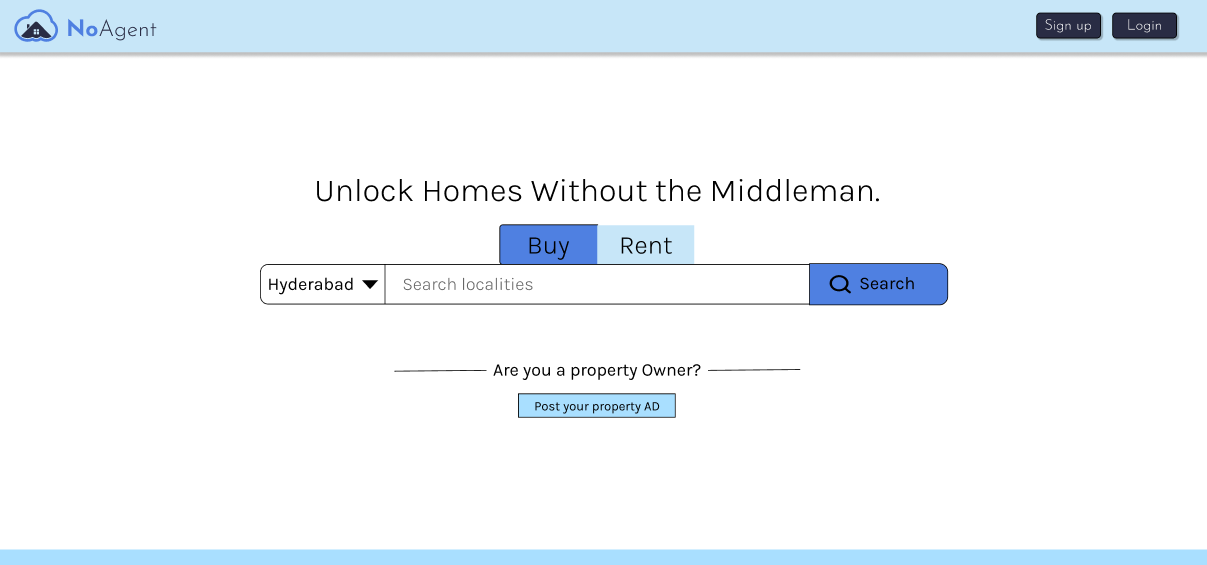 NoAgent
Sign up
Login
Unlock Homes Without the Middleman.
Buy
Rent
Hyderabad
Search localities
Search
Are you a property Owner?
Post your property AD